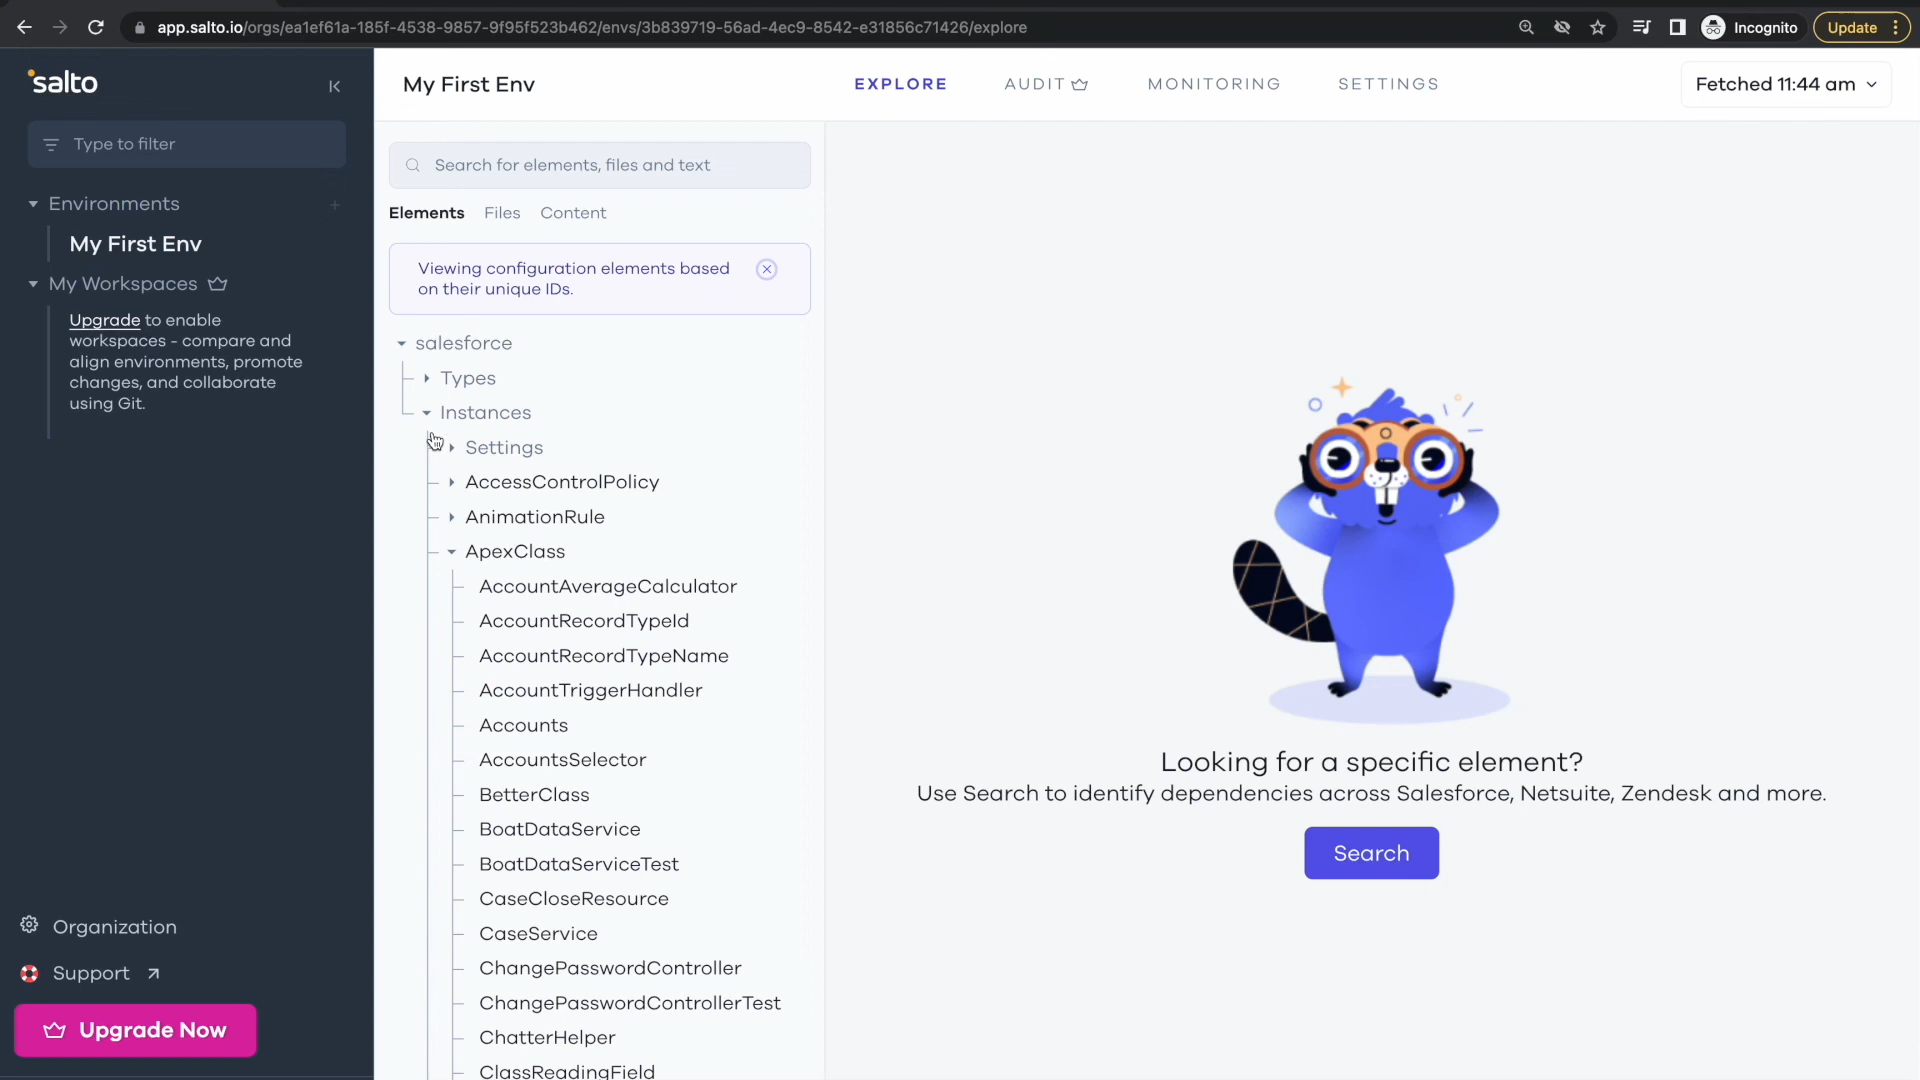 app.salto.io/orgs/ea1ef61a-185f-4538-9857-9f95f523b462/envs/3b839719-56ad-4ec9-8542-e31856c71426/explore
Incognito
Update
salto
Type to filter
Environments
My First Env
My Workspaces
Upgrade to enable
workspaces - compare and
align environments, promote
changes, and collaborate
using Git.
Organization
Support
Upgrade Now
My First Env
EXPLORE
AUDIT
MONITORING
SETTINGS
Fetched 11:44 am
Search for elements, files and text
Elements
Files
Content
Viewing configuration elements based
on their unique IDs.
salesforce
Types
Instances
Settings
AccessControlPolicy
AnimationRule
ApexClass
AccountAverageCalculator
AccountRecordTypeId
AccountRecordTypeName
AccountTriggerHandler
Accounts
AccountsSelector
BetterClass
BoatDataService
BoatDataServiceTest
CaseCloseResource
CaseService
ChangePasswordController
ChangePasswordControllerTest
ChatterHelper
ClassReadingField
Looking for a specific element?
Use Search to identify dependencies across Salesforce, Netsuite, Zendesk and more.
Search